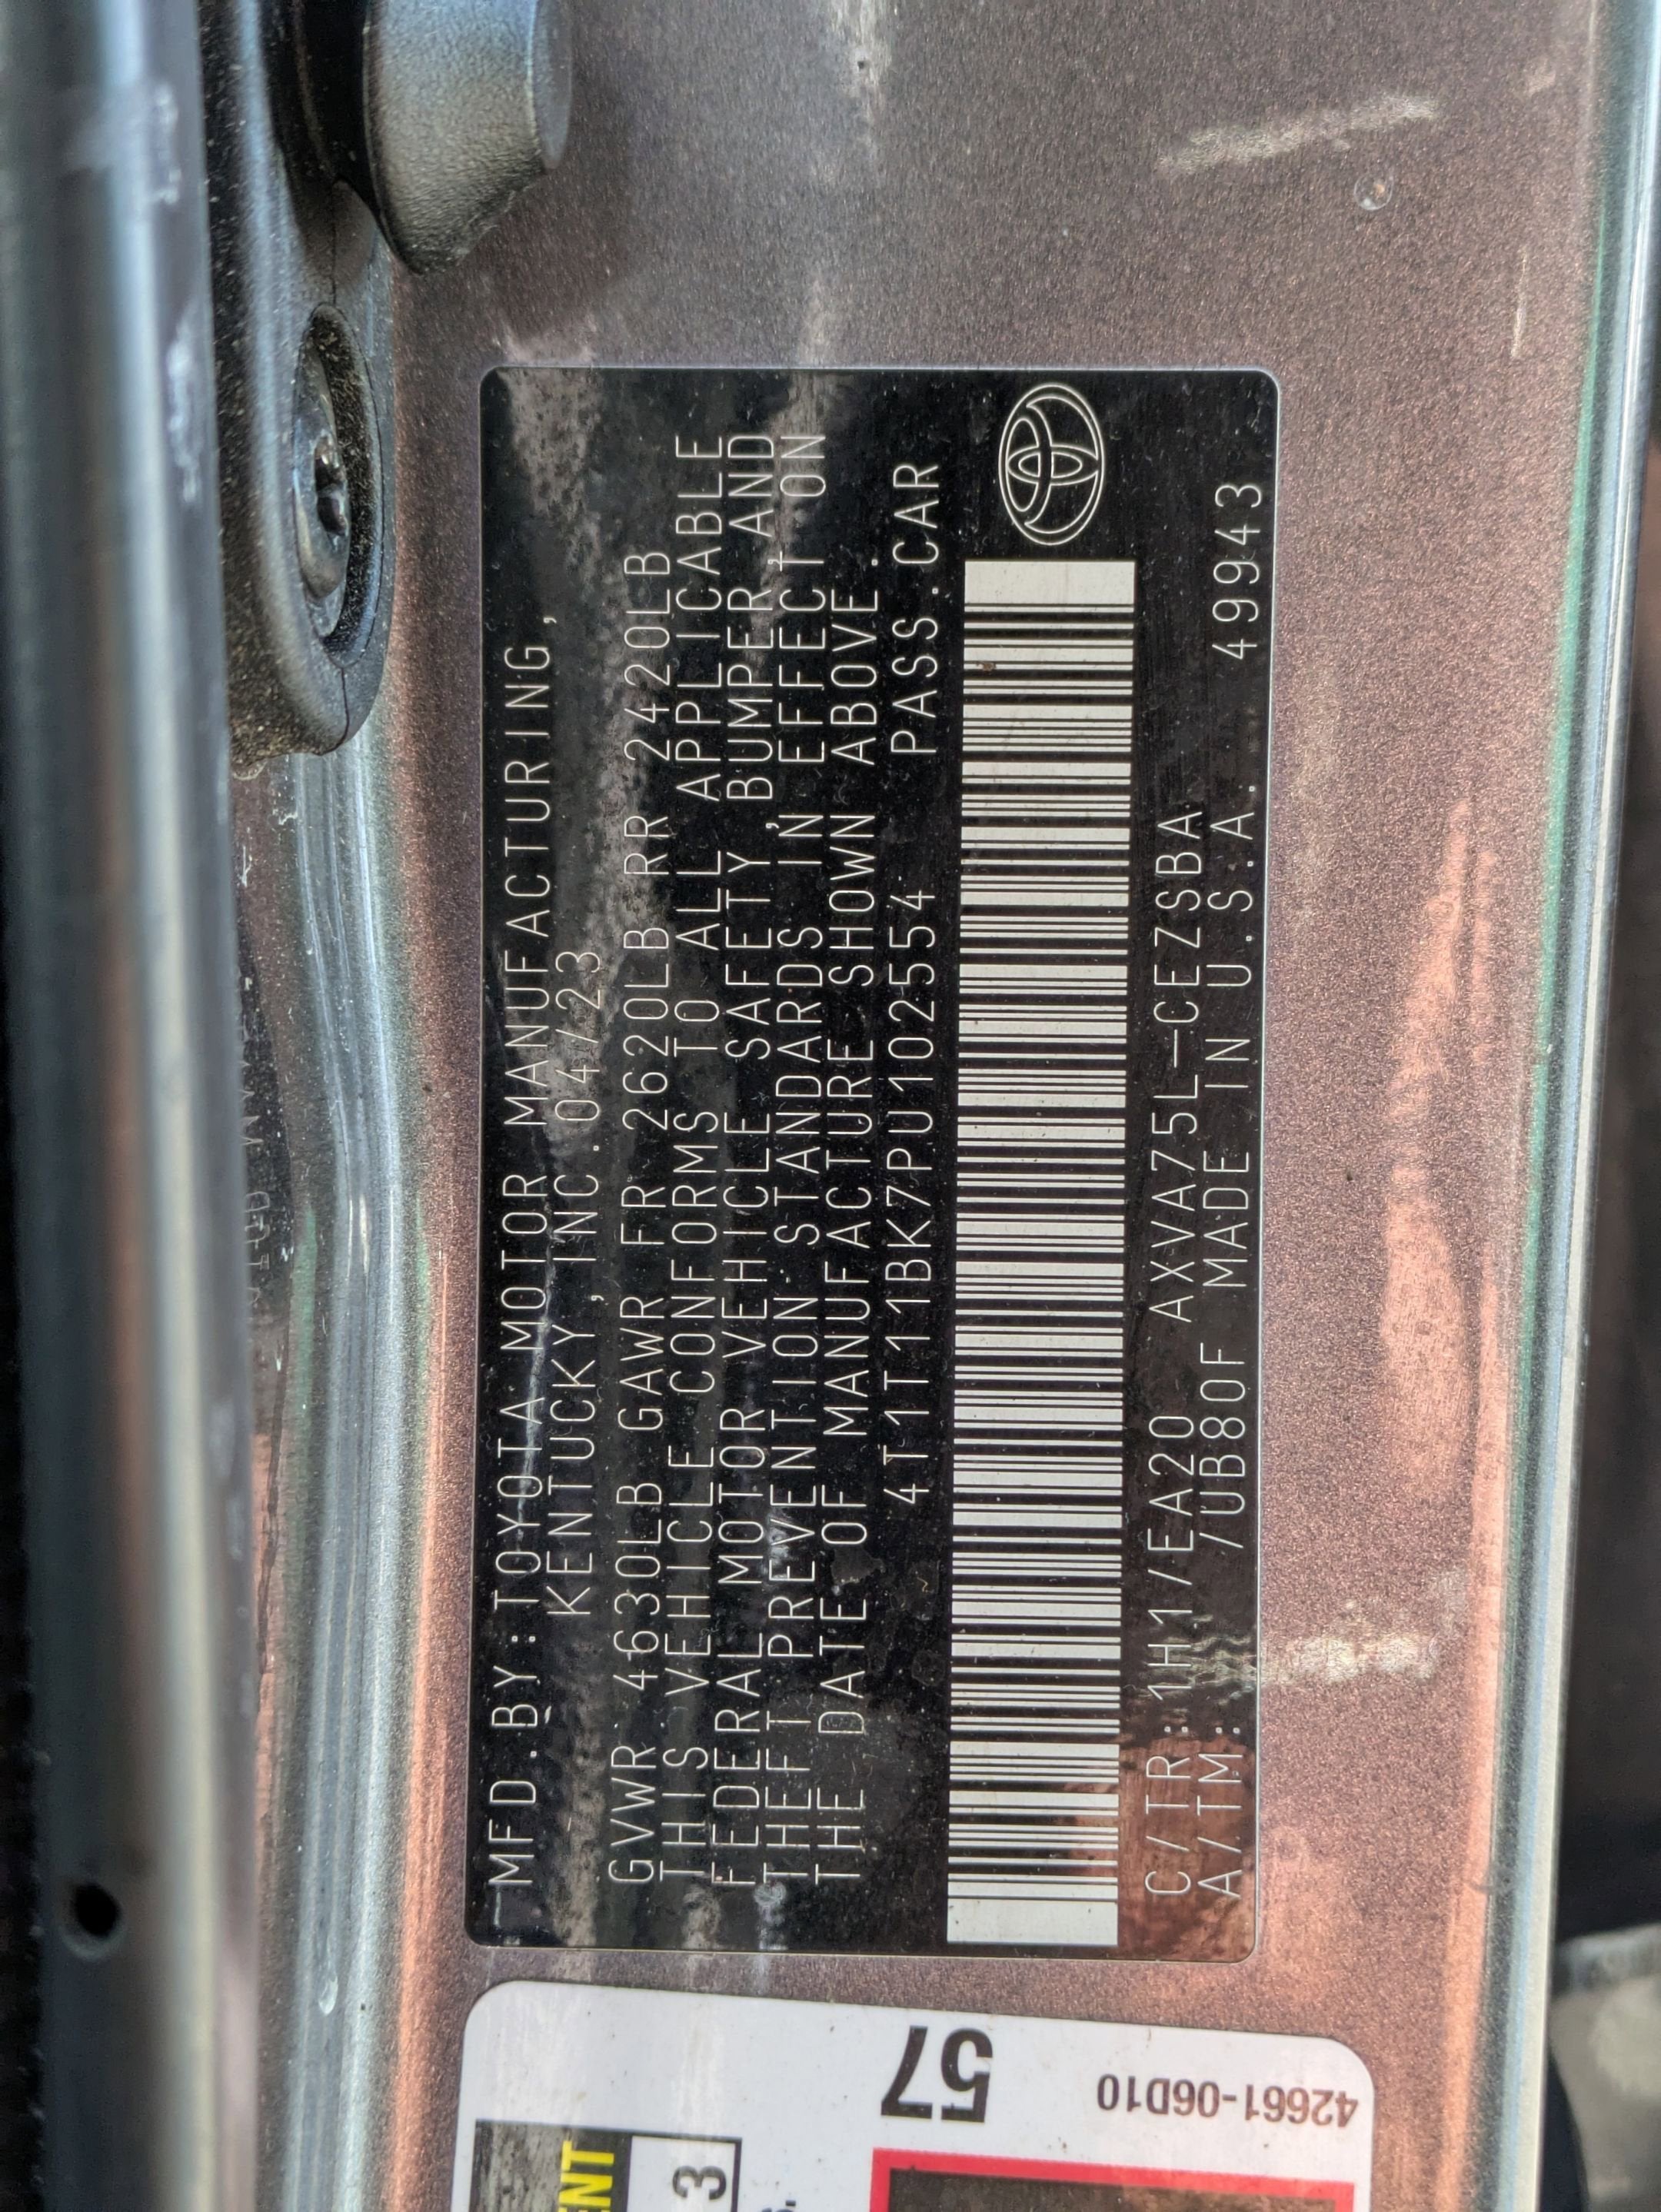 MFD.BY:TOYOTA MOTOR MANUFACTURING,
KENTUCKY, INC.04/23
GVWR 4630LB GAWR FR 2620LB RR 2420LB
THIS VEHICLE CONFORMS TO ALL APPLICABLE
FEDERAL MOTOR VEHICLE SAFETY, BUMPER, AND
THEFT PREVENTION STANDARDS IN EFFECT ON
THE DATE OF MANUFACTURE SHOWN ABOVE.
4T1T11BK7PU102554 PASS.CAR
C/TR:1H1/EA20 AXVA75L-CEZSBA
A/TM: /UB80F MADE IN U.S.A. 49943
57
42661-06D10
3